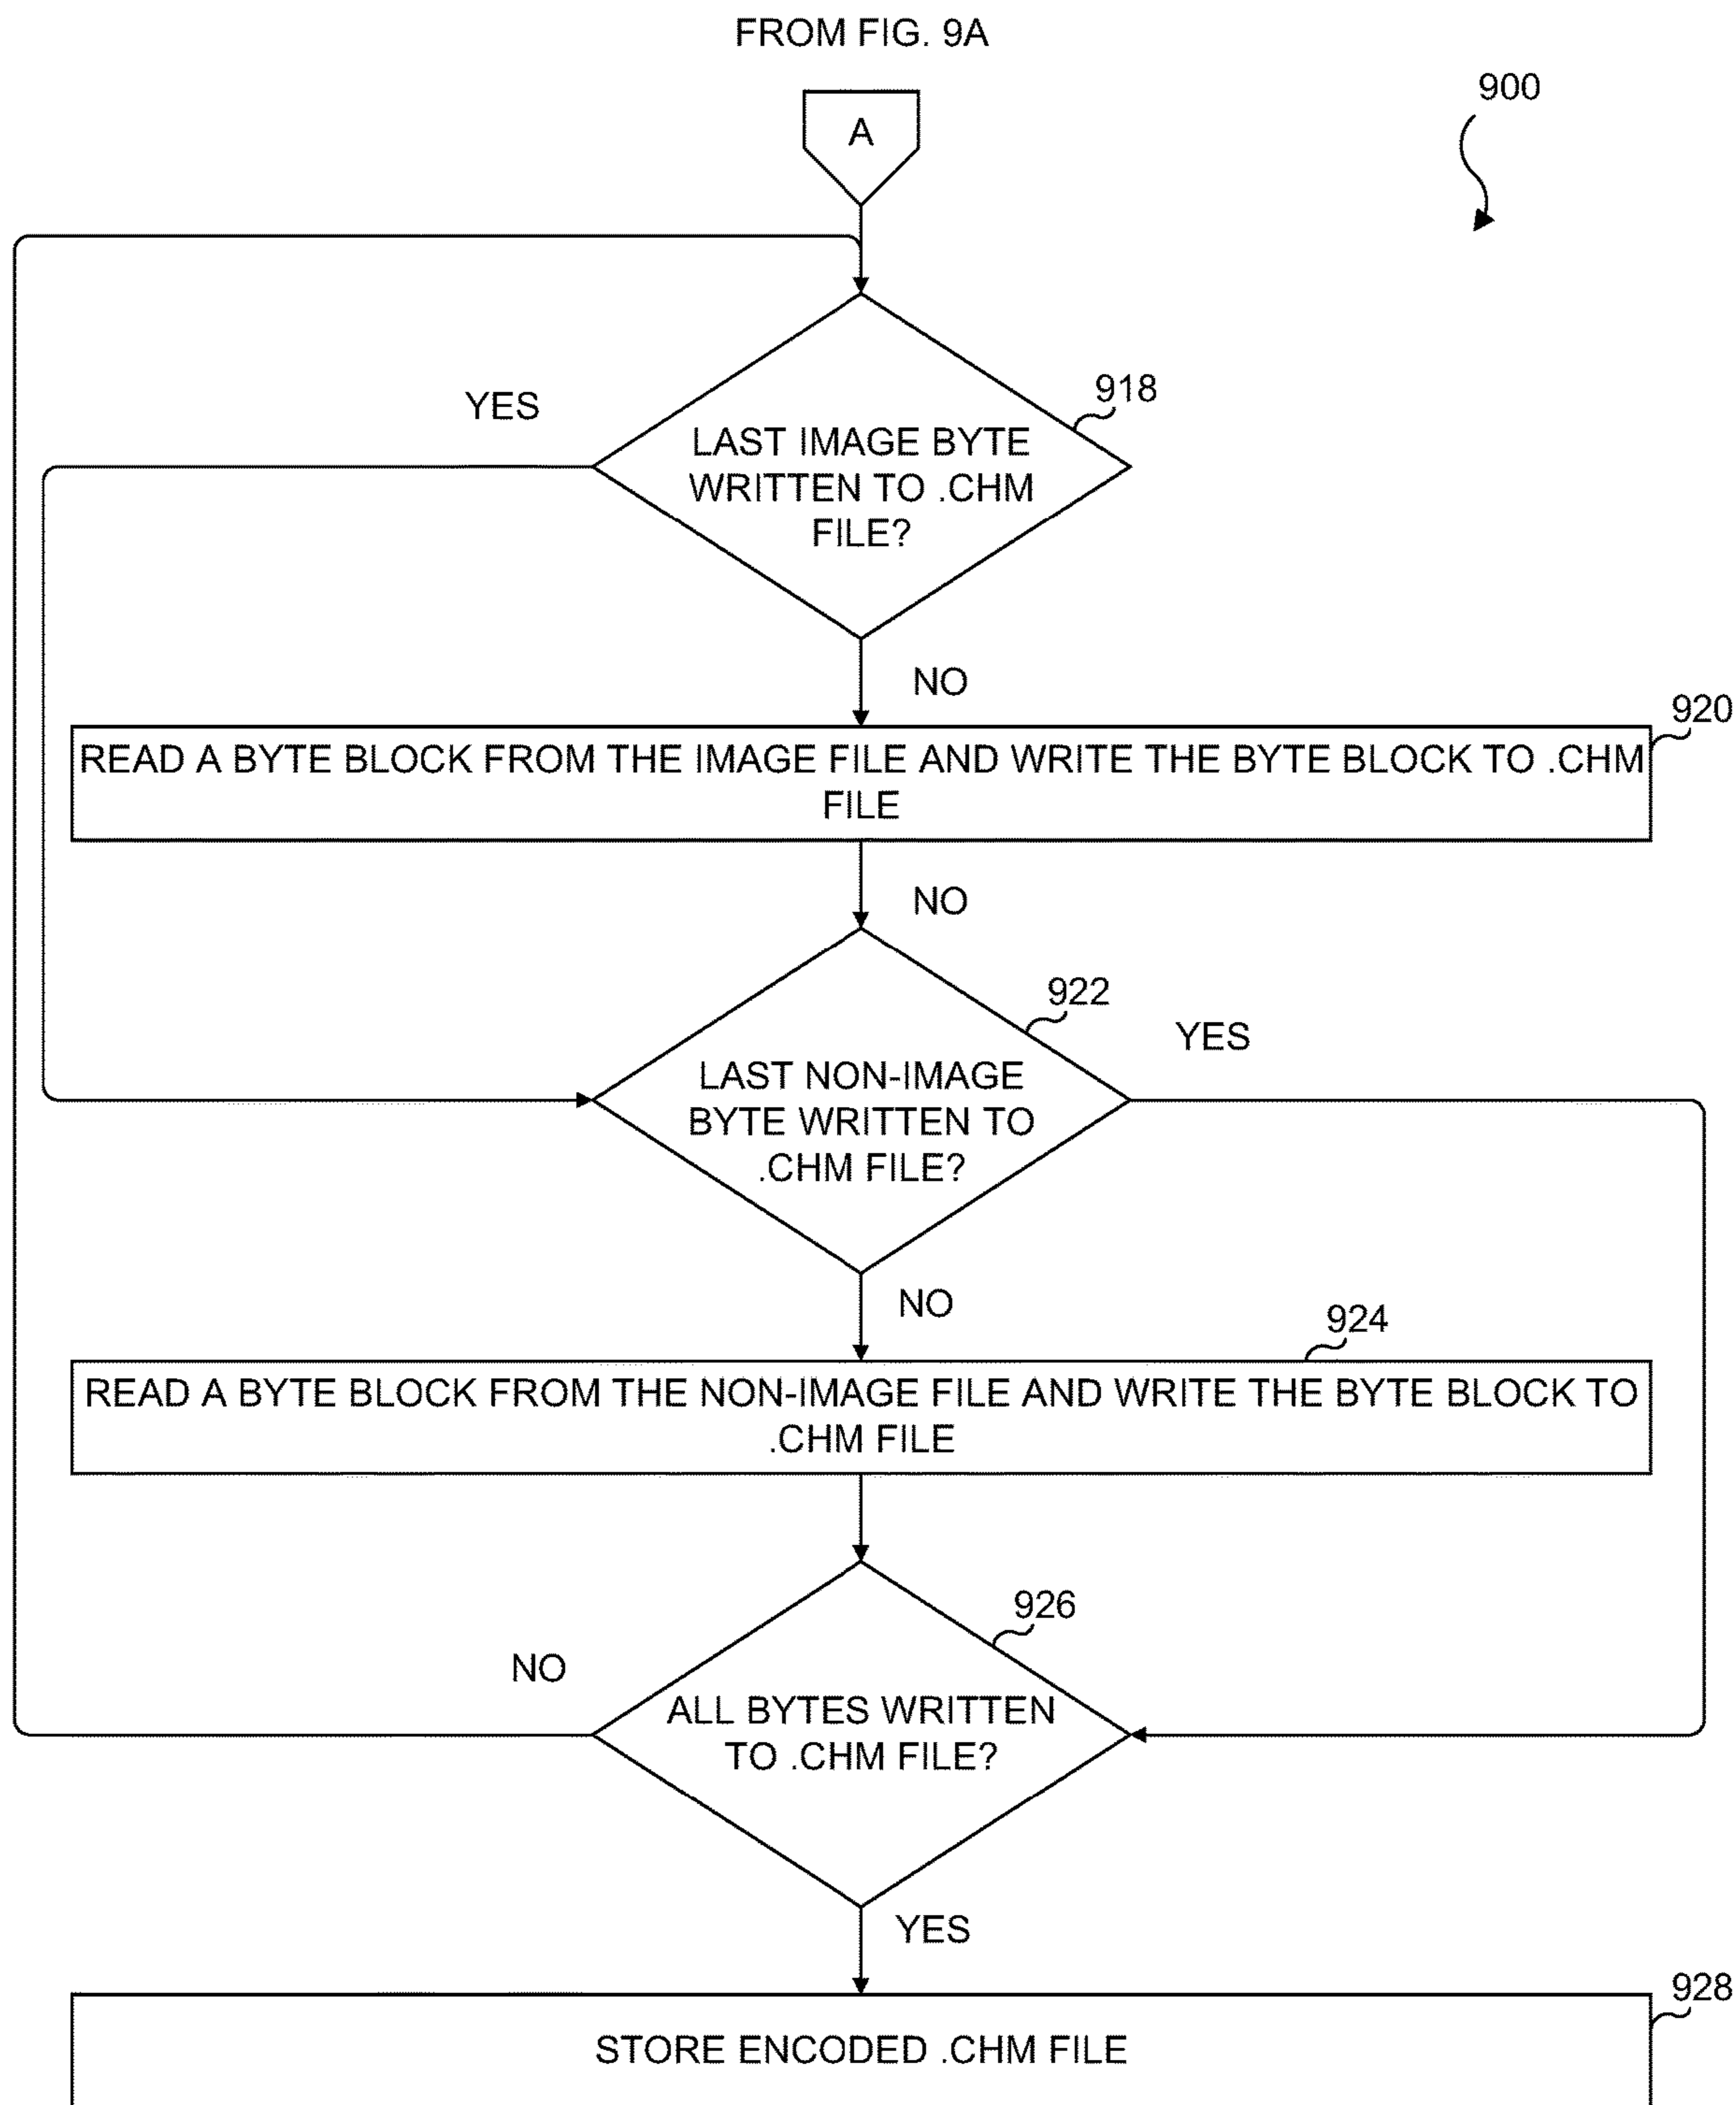 FROM FIG. 9A
900
A
918
YES
LAST IMAGE BYTE
WRITTEN TO .CHM
FILE?
NO
920
READ A BYTE BLOCK FROM THE IMAGE FILE AND WRITE THE BYTE BLOCK TO .CHM
FILE
NO
922
YES
LAST NON-IMAGE
BYTE WRITTEN TO
.CHM FILE?
NO
924
READ A BYTE BLOCK FROM THE NON-IMAGE FILE AND WRITE THE BYTE BLOCK TO
.CHM FILE
926
NO
ALL BYTES WRITTEN
TO .CHM FILE?
YES
928
STORE ENCODED .CHM FILE